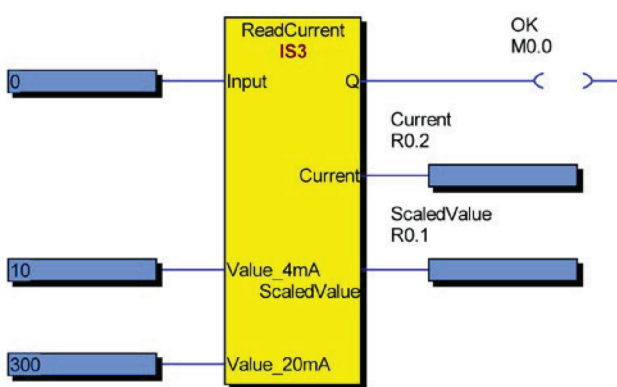 ReadCurrent
IS3
OK
M0.0
0
Input
Q
Current
R0.2
Current
ScaledValue
R0.1
10
Value_4mA
ScaledValue
300
Value_20mA